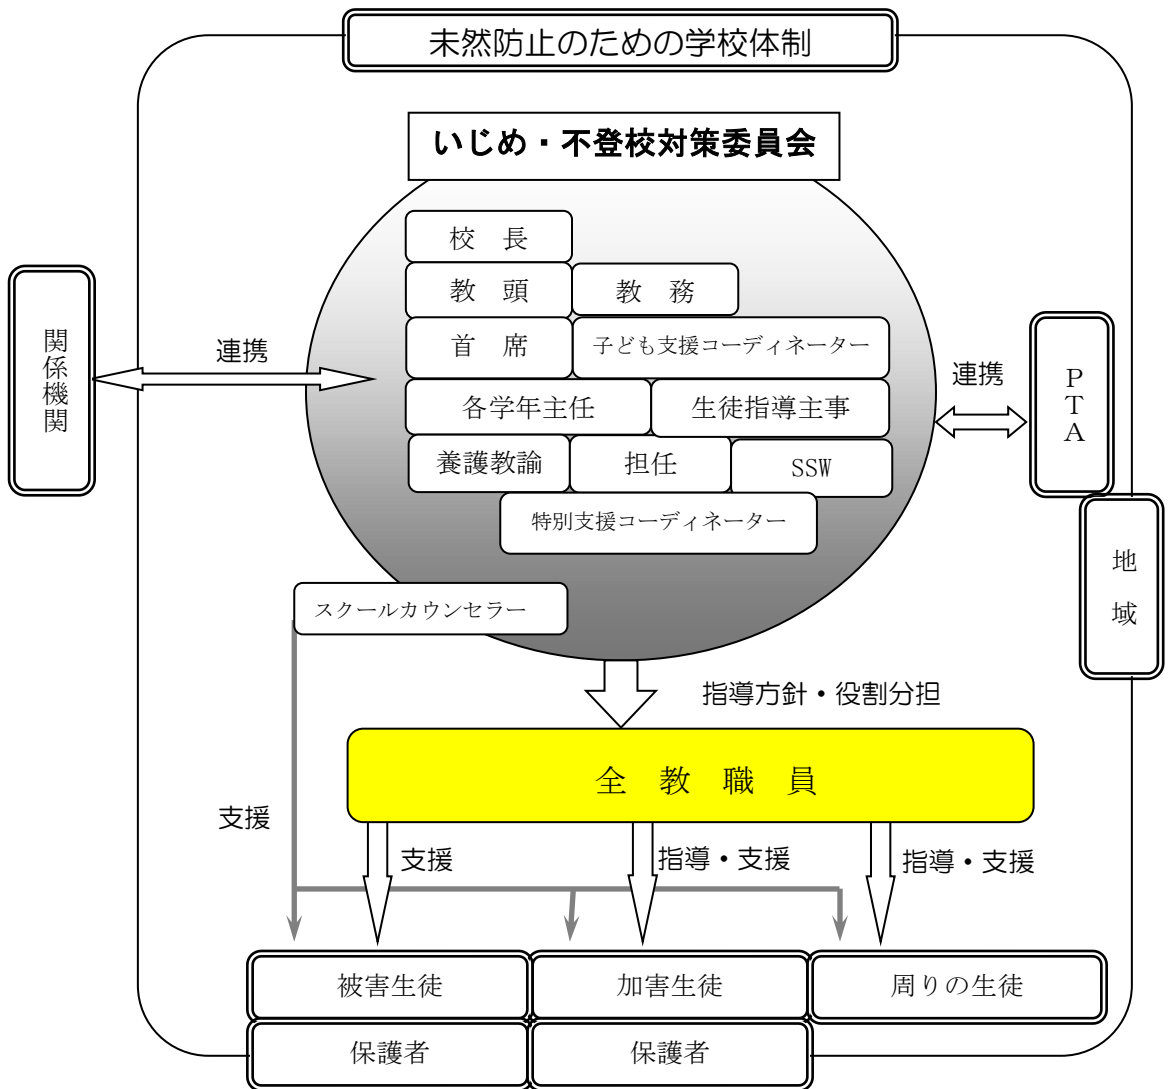 未然防止のための学校体制
いじめ・不登校対策委員会
校　長
教　頭
教　務
首　席
子ども支援コーディネーター
各学年主任
生徒指導主事
養護教諭
担任
SSW
特別支援コーディネーター
スクールカウンセラー
関係機関
連携
連携
ＰＴＡ
地　域
指導方針・役割分担
全　教　職　員
支援
支援
指導・支援
指導・支援
被害生徒
加害生徒
周りの生徒
保護者
保護者